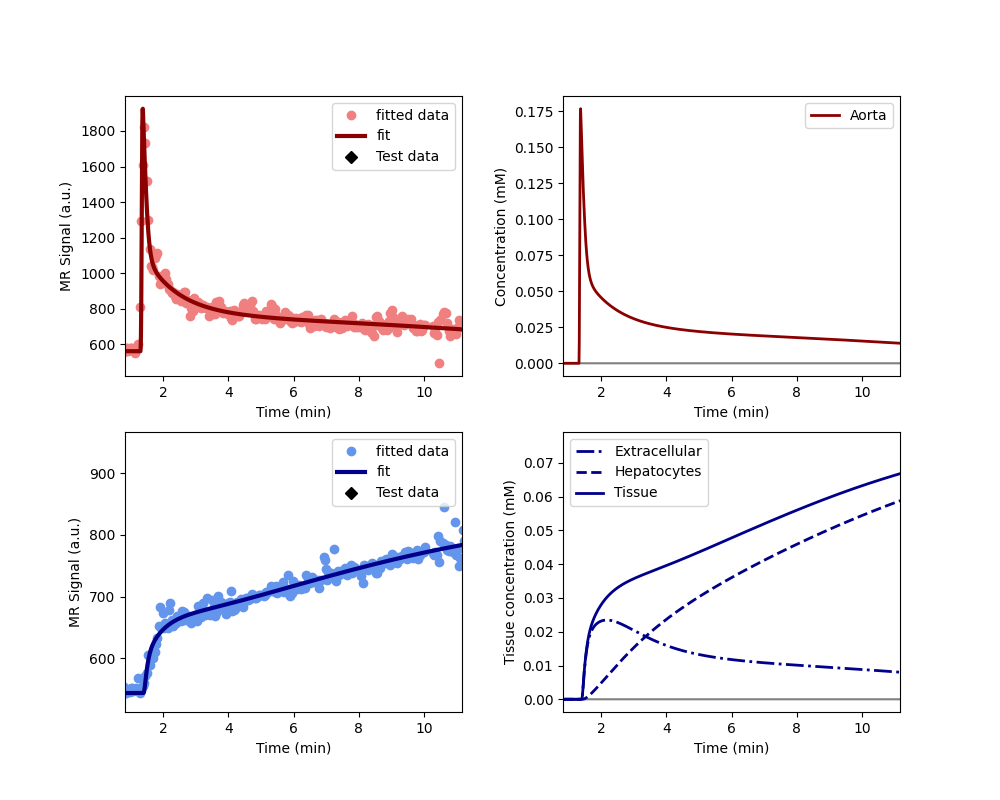 MR Signal (a.u.)
1800
1600
1400
1200
1000
800
600
fitted data
fit
Test data
2 4 6 8 10
Time (min)
Concentration (mM)
0.175
0.150
0.125
0.100
0.075
0.050
0.025
0.000
Aorta
2 4 6 8 10
Time (min)
MR Signal (a.u.)
900
800
700
600
fitted data
fit
Test data
2 4 6 8 10
Time (min)
Tissue concentration (mM)
0.07
0.06
0.05
0.04
0.03
0.02
0.01
0.00
Extracellular
Hepatocytes
Tissue
2 4 6 8 10
Time (min)